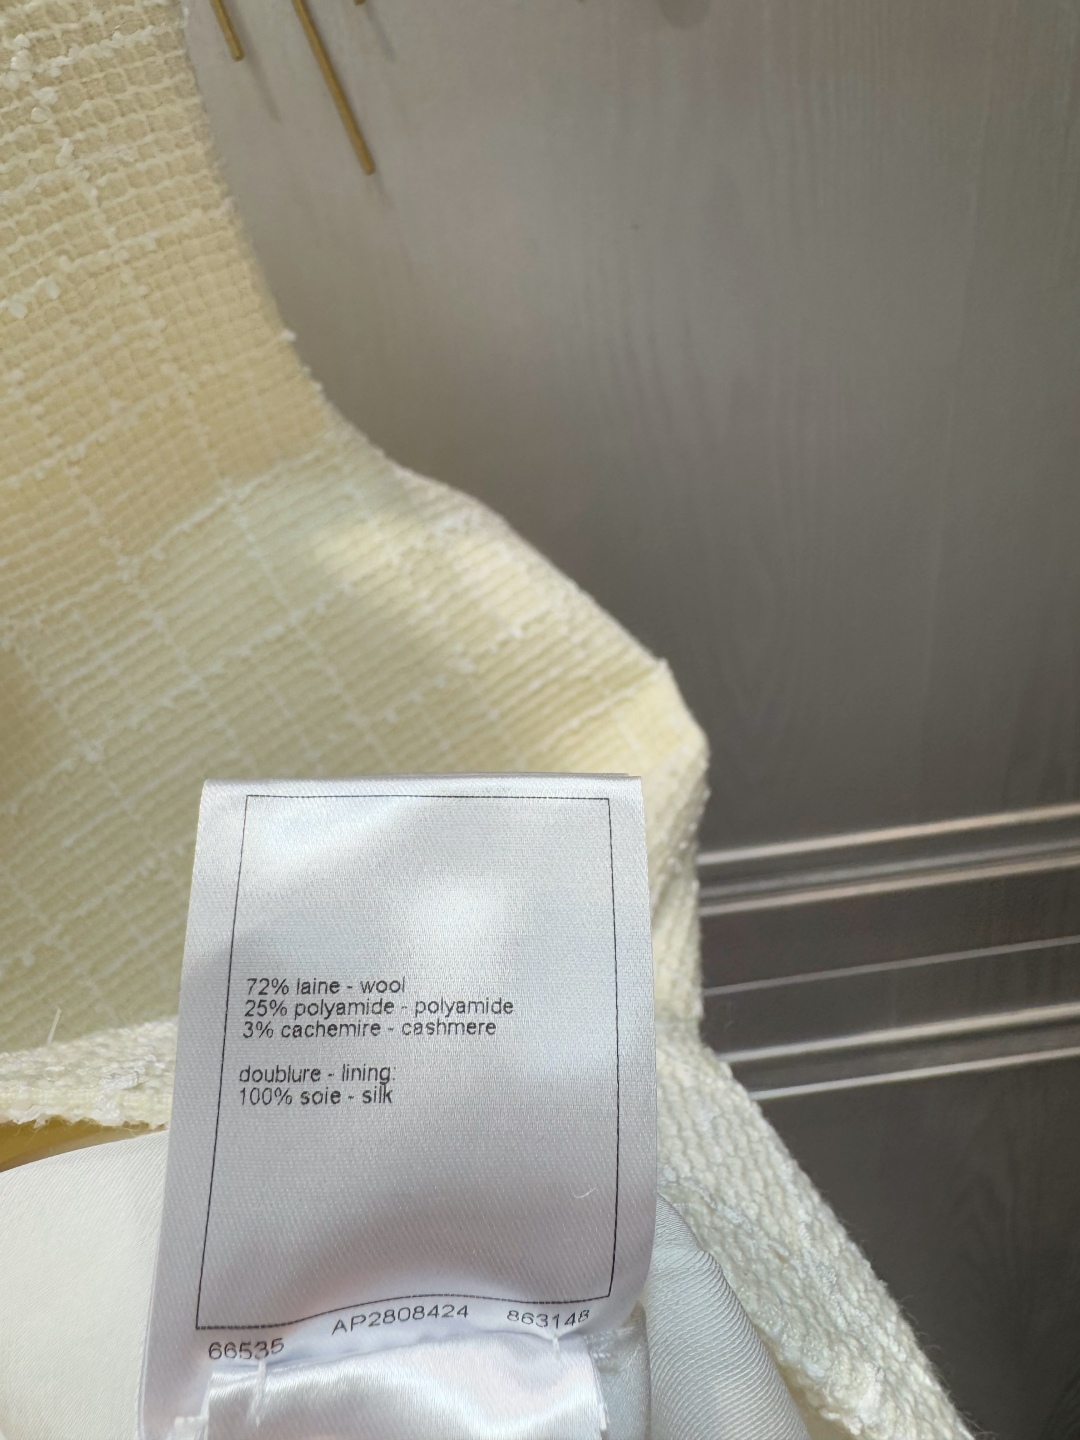 72% laine - wool
25% polyamide - polyamide
3% cachemire - cashmere
doublure - lining:
100% soie - silk
66535 AP2808424 863148